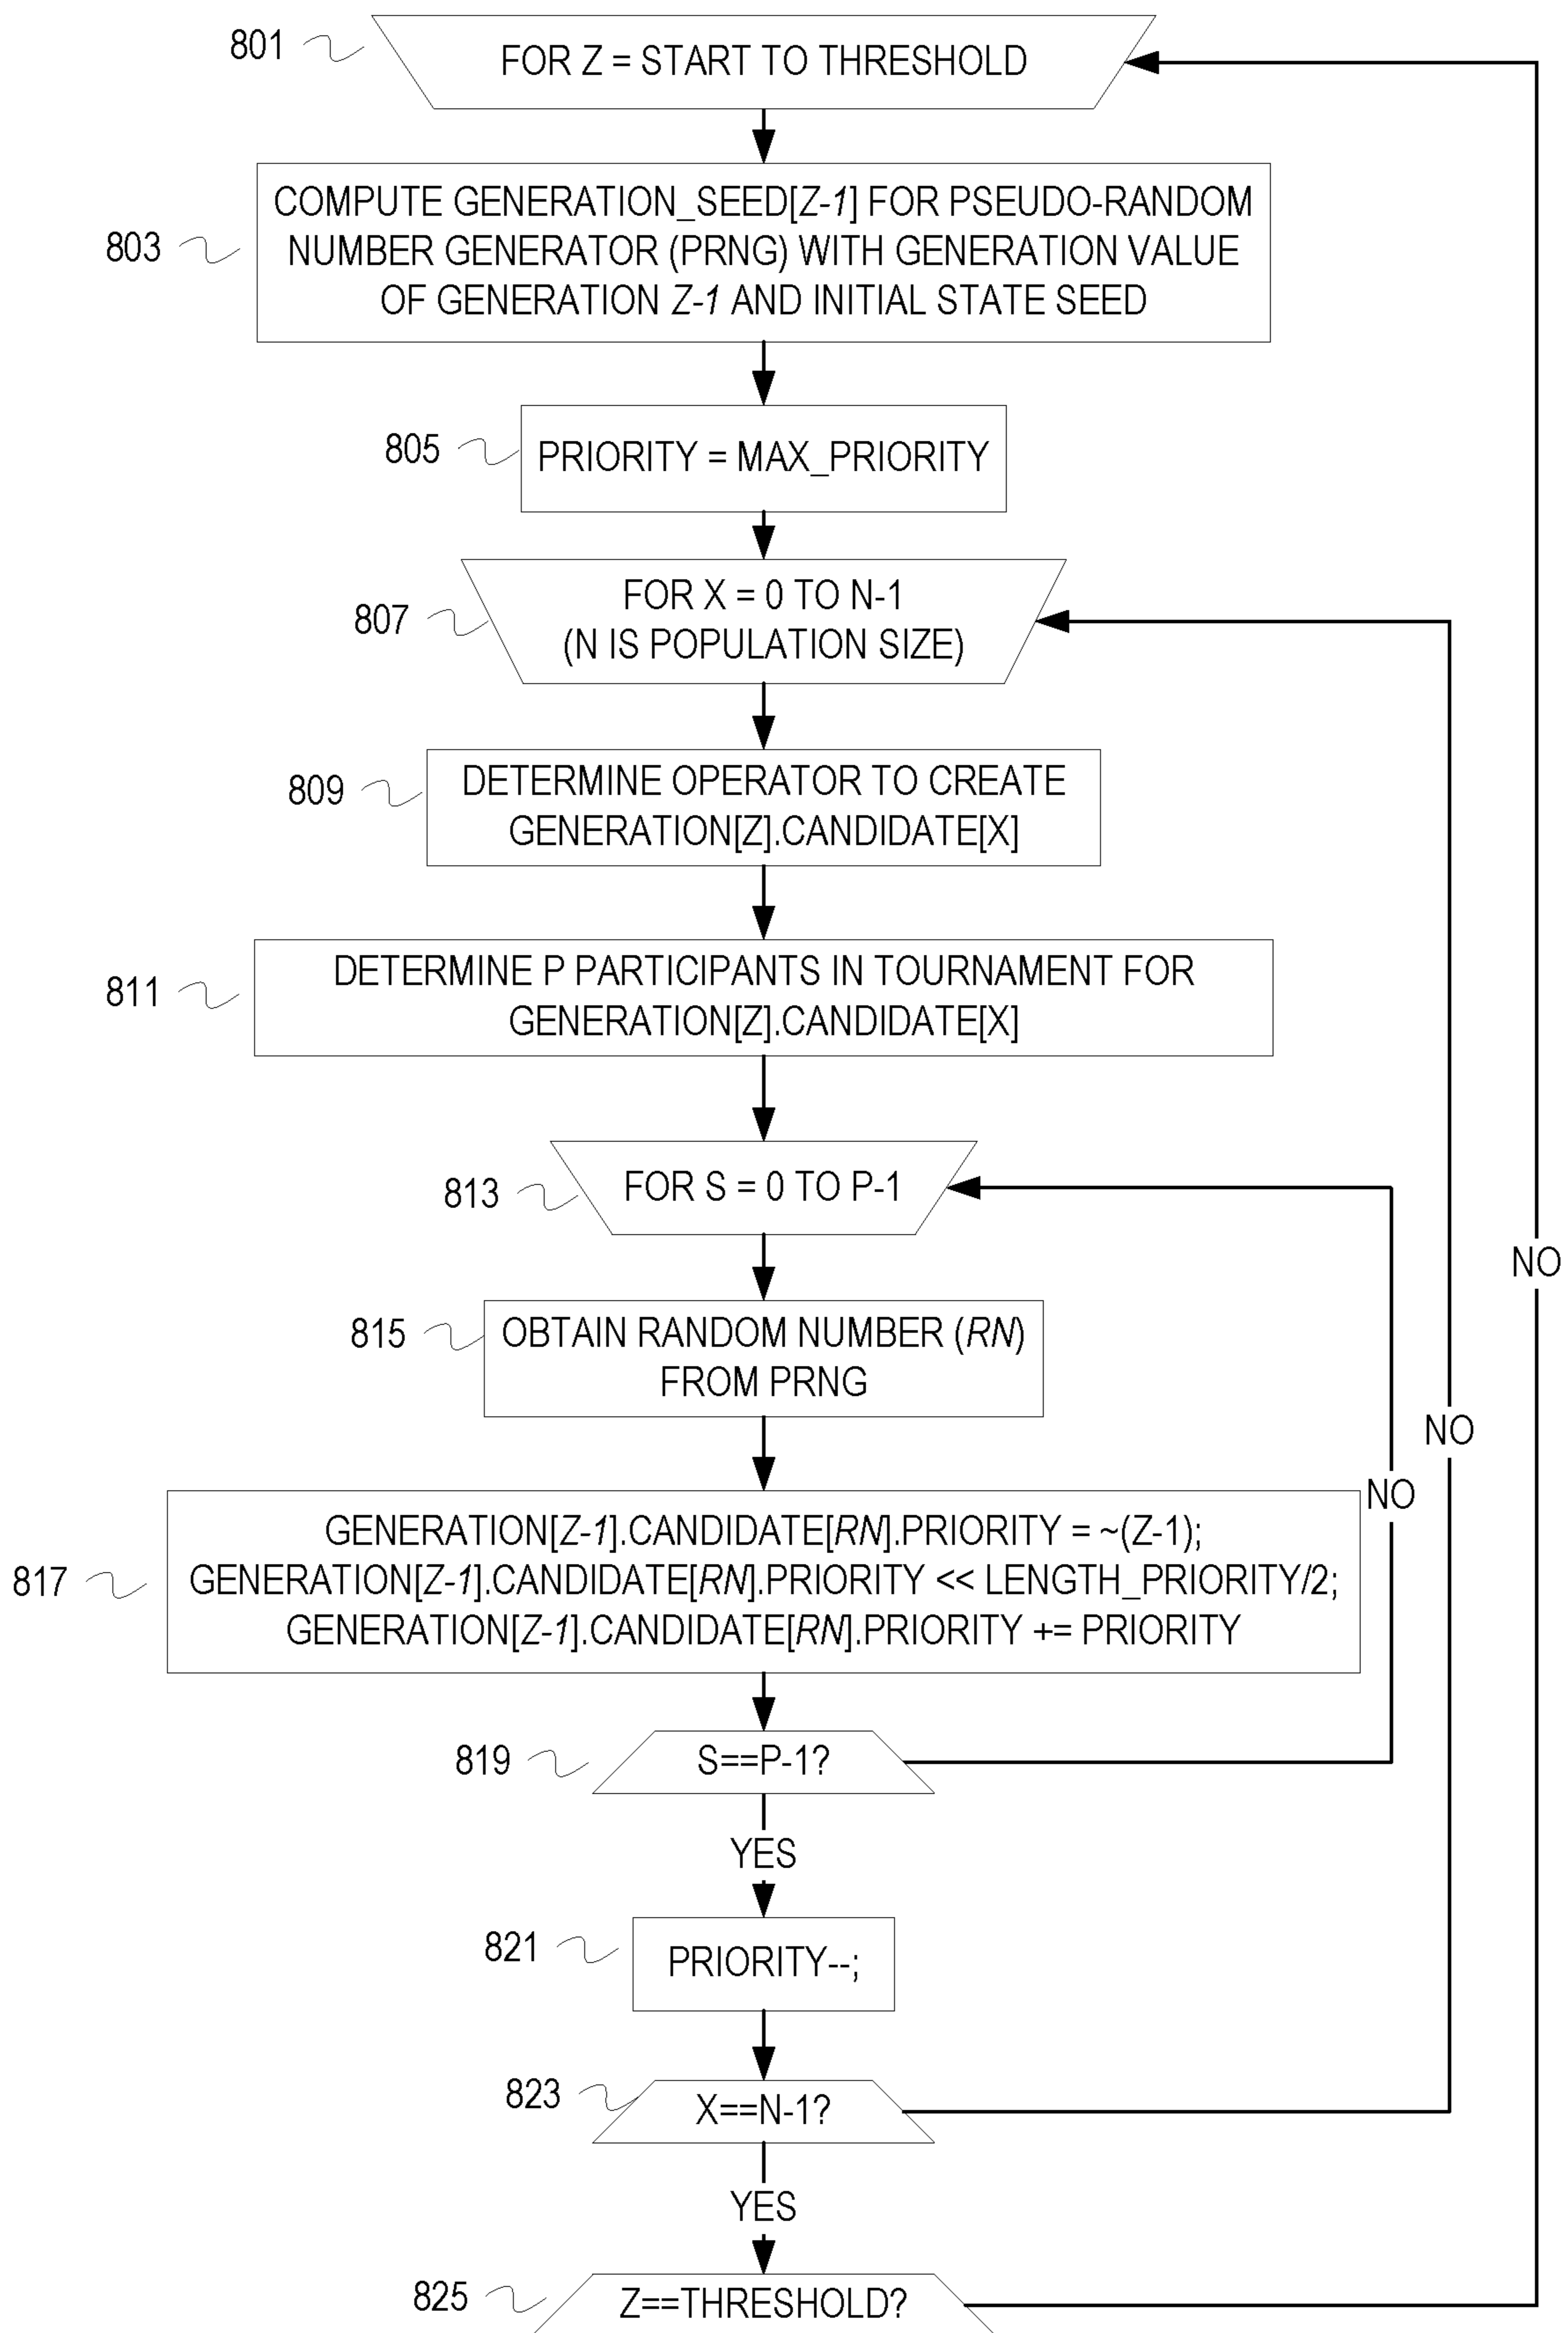 801
FOR Z = START TO THRESHOLD
803
COMPUTE GENERATION_SEED[Z-1] FOR PSEUDO-RANDOM
NUMBER GENERATOR (PRNG) WITH GENERATION VALUE
OF GENERATION Z-1 AND INITIAL STATE SEED
805
PRIORITY = MAX_PRIORITY
807
FOR X = 0 TO N-1
(N IS POPULATION SIZE)
809
DETERMINE OPERATOR TO CREATE
GENERATION[Z].CANDIDATE[X]
811
DETERMINE P PARTICIPANTS IN TOURNAMENT FOR
GENERATION[Z].CANDIDATE[X]
813
FOR S = 0 TO P-1
NO
815
OBTAIN RANDOM NUMBER (RN)
FROM PRNG
NO
NO
817
GENERATION[Z-1].CANDIDATE[RN].PRIORITY = ~(Z-1);
GENERATION[Z-1].CANDIDATE[RN].PRIORITY << LENGTH_PRIORITY/2;
GENERATION[Z-1].CANDIDATE[RN].PRIORITY += PRIORITY
819
S==P-1?
YES
821
PRIORITY--;
823
X==N-1?
YES
825
Z==THRESHOLD?